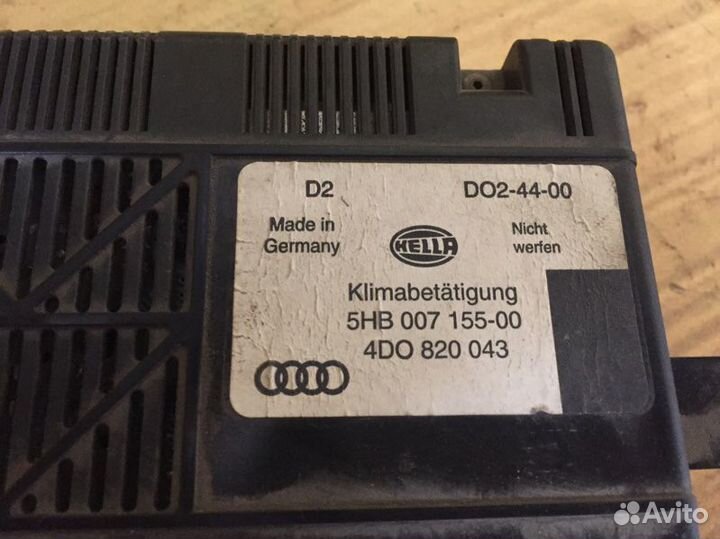 D2 DO2-44-00
Made in Germany
HELLA
Nicht werfen
Klimabetätigung
5HB 007 155-00
4DO 820 043
Avito